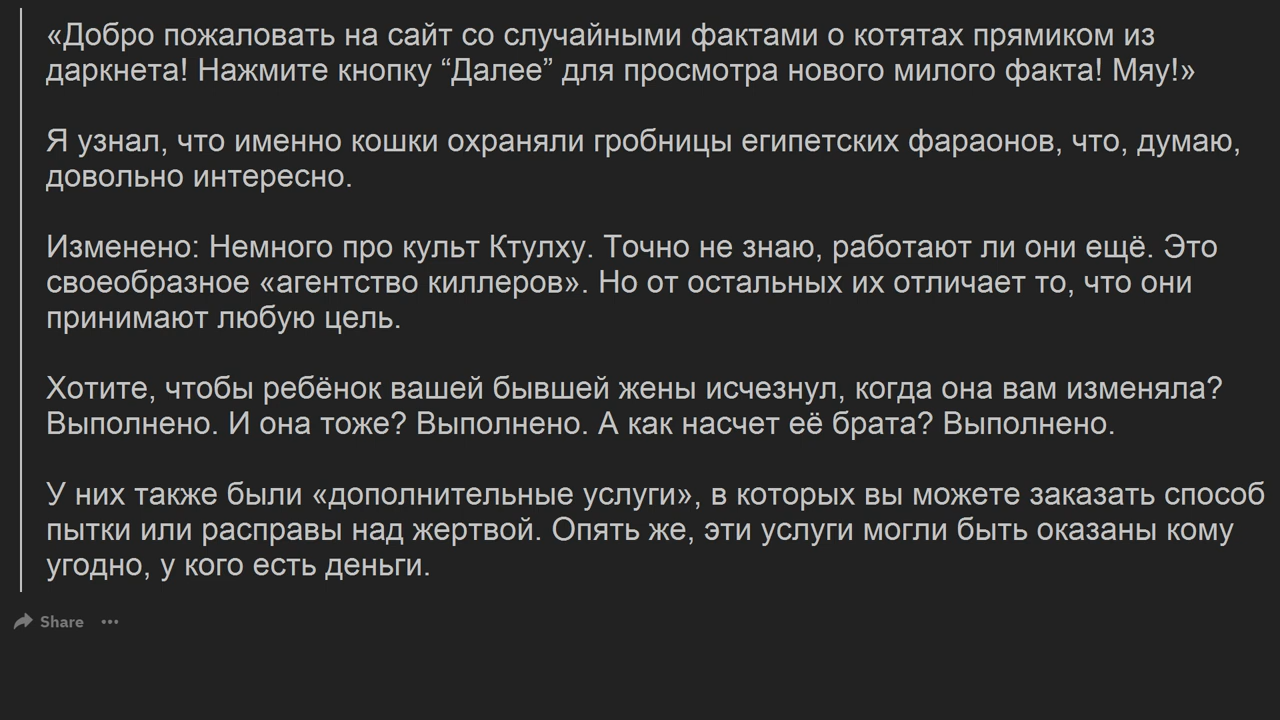 «Добро пожаловать на сайт со случайными фактами о котятах прямиком из
даркнета! Нажмите кнопку “Далее” для просмотра нового милого факта! Мяу!»
Я узнал, что именно кошки охраняли гробницы египетских фараонов, что, думаю,
довольно интересно.
Изменено: Немного про культ Ктулху. Точно не знаю, работают ли они ещё. Это
своеобразное «агентство киллеров». Но от остальных их отличает то, что они
принимают любую цель.
Хотите, чтобы ребёнок вашей бывшей жены исчезнул, когда она вам изменяла?
Выполнено. И она тоже? Выполнено. А как насчет её брата? Выполнено.
У них также были «дополнительные услуги», в которых вы можете заказать способ
пытки или расправы над жертвой. Опять же, эти услуги могли быть оказаны кому
угодно, у кого есть деньги.
Share